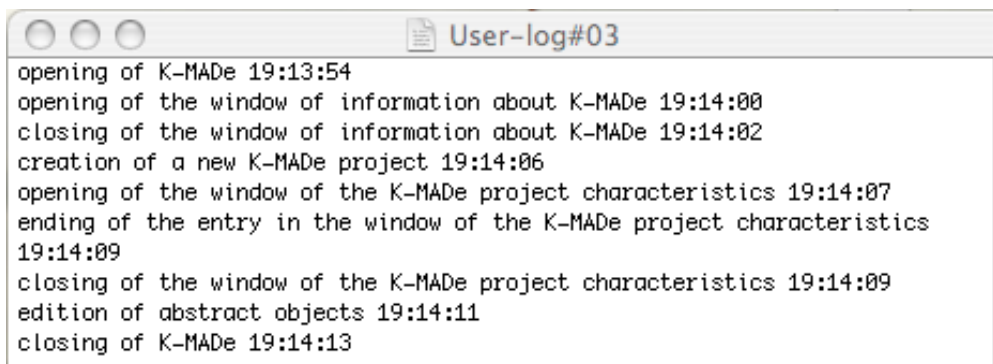 User-log#03
opening of K-MADe 19:13:54
opening of the window of information about K-MADe 19:14:00
closing of the window of information about K-MADe 19:14:02
creation of a new K-MADe project 19:14:06
opening of the window of the K-MADe project characteristics 19:14:07
ending of the entry in the window of the K-MADe project characteristics
19:14:09
closing of the window of the K-MADe project characteristics 19:14:09
edition of abstract objects 19:14:11
closing of K-MADe 19:14:13